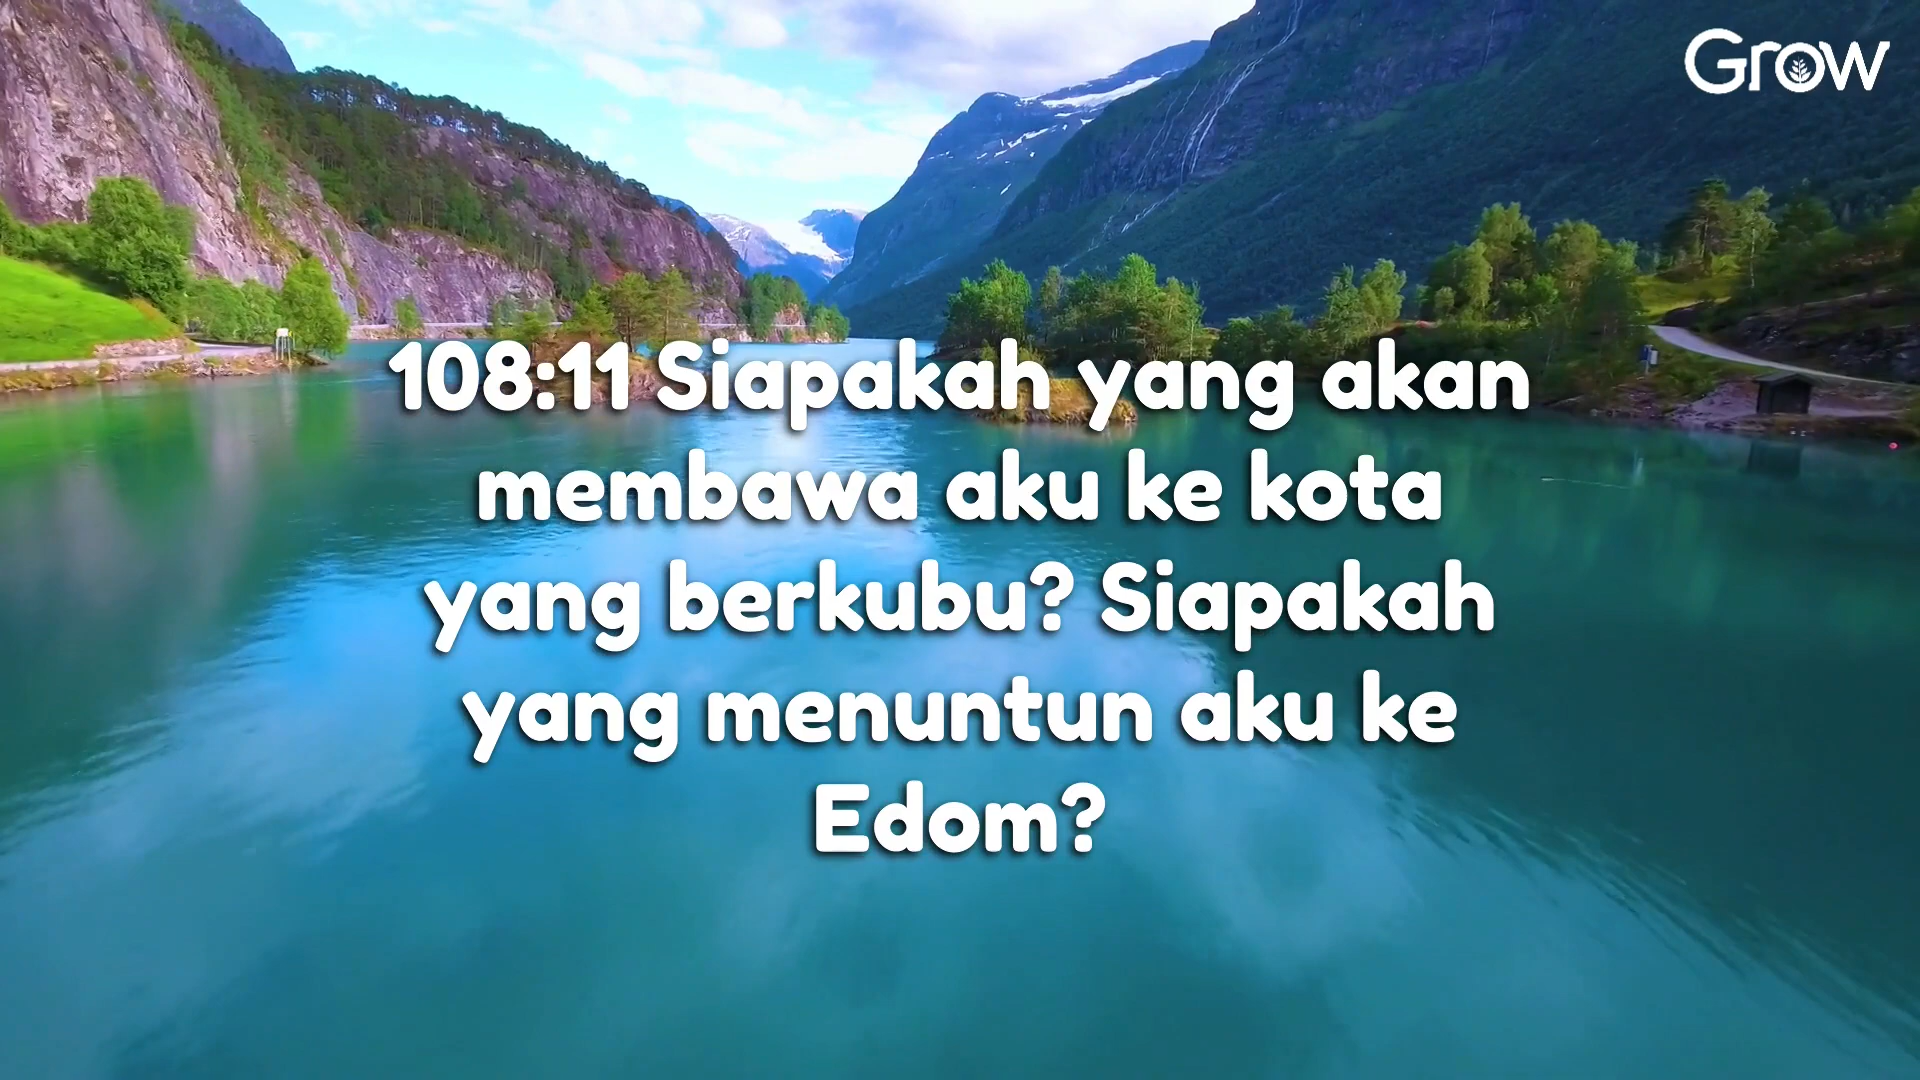 Grow
108:11 Siapakah yang akan
membawa aku ke kota
yang berkubu? Siapakah
yang menuntun aku ke
Edom?